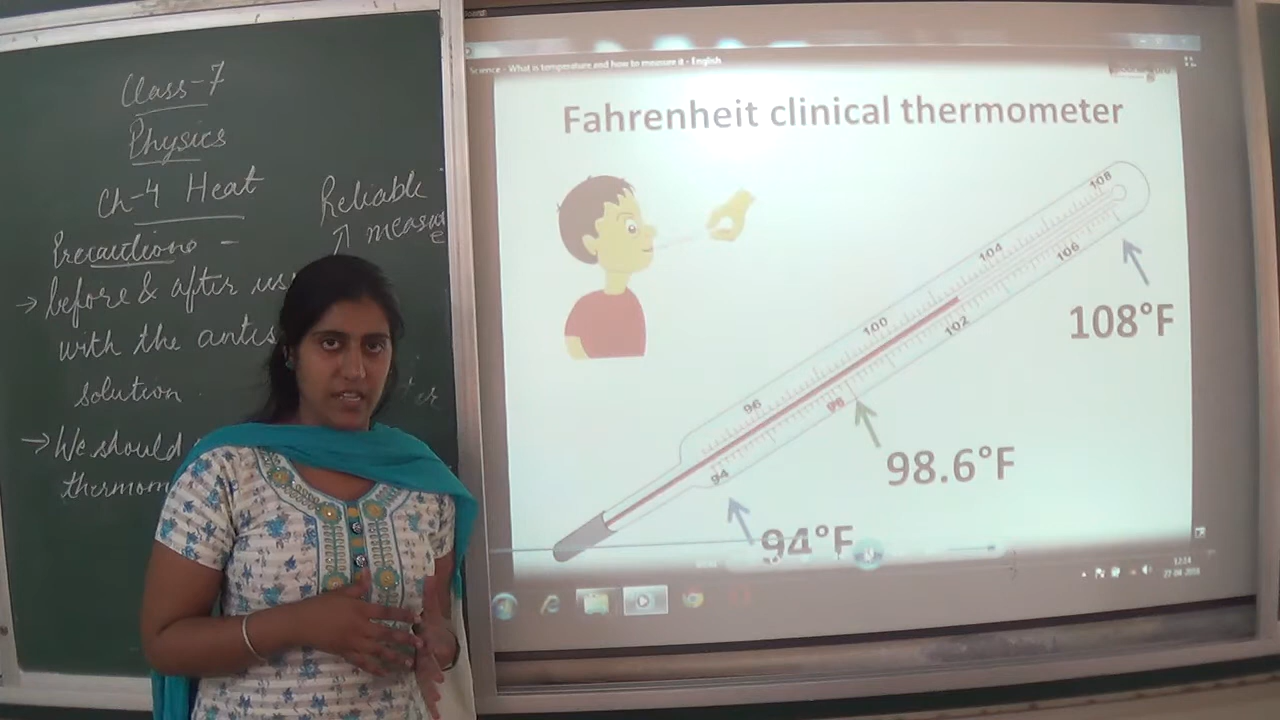 Class-7
Physics
Ch-4 Heat
Precautions -
→ before & after us
with the antis
solution
→ We should
thermom
Reliable
measur
e
Science - What is temperature and how to measure it - English
Fahrenheit clinical thermometer
108
104
106
100
102
96
98
94
108°F
98.6°F
94°F
12:24